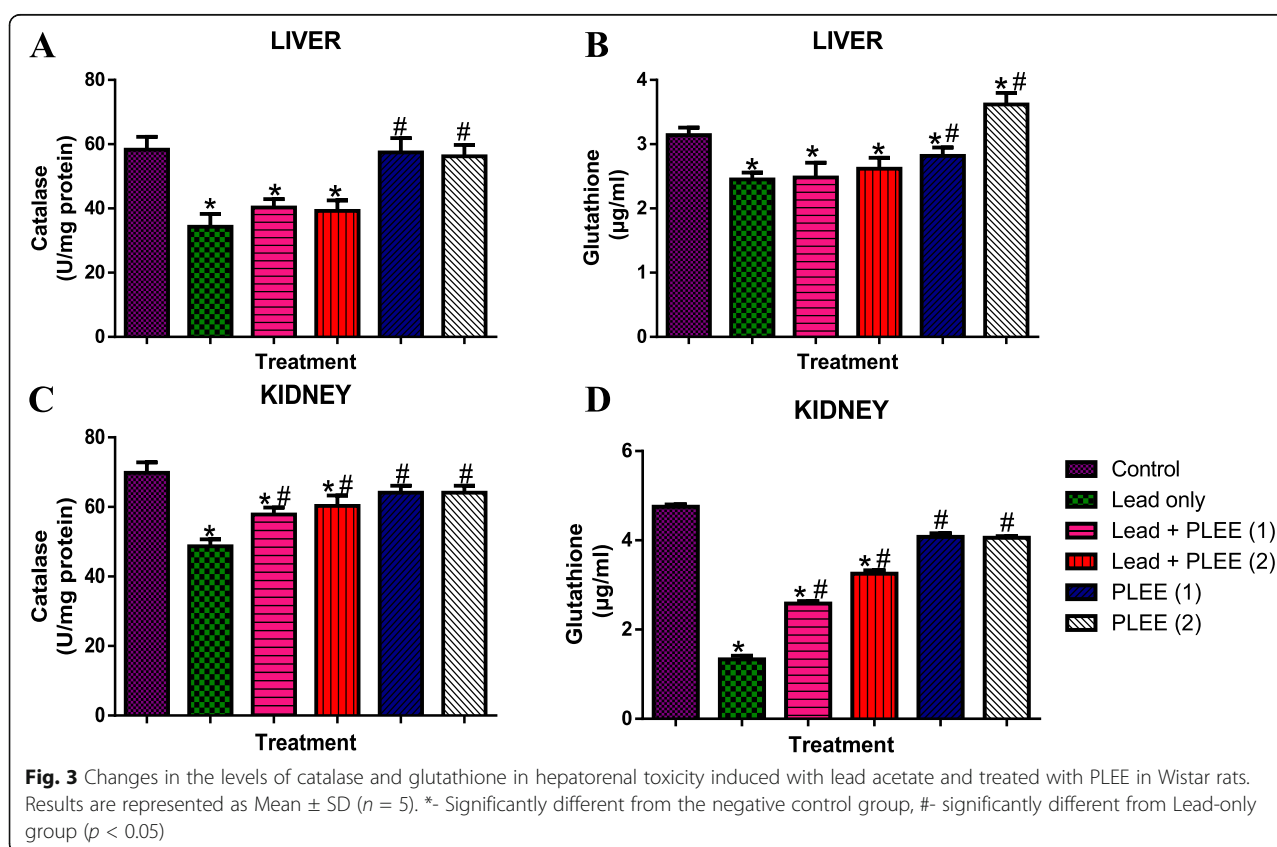 A
LIVER
Catalase
(U/mg protein)
80
60
40
20
0
*
*
*
#
#
Treatment
B
LIVER
Glutathione
(µg/ml)
4
3
2
1
0
*
*
*
*#
*#
Treatment
C
KIDNEY
Catalase
(U/mg protein)
80
60
40
20
0
*
*#
*#
#
#
Treatment
D
KIDNEY
Glutathione
(µg/ml)
6
4
2
0
*
*#
*#
#
#
Treatment
Control
Lead only
Lead + PLEE (1)
Lead + PLEE (2)
PLEE (1)
PLEE (2)
Fig. 3 Changes in the levels of catalase and glutathione in hepatorenal toxicity induced with lead acetate and treated with PLEE in Wistar rats.
Results are represented as Mean ± SD (n = 5). *- Significantly different from the negative control group, #- significantly different from Lead-only
group (p < 0.05)